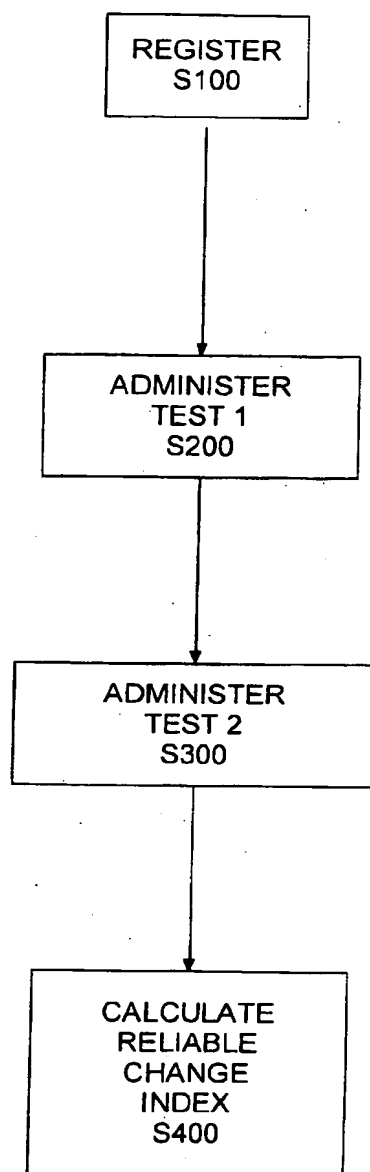 REGISTER
S100
ADMINISTER
TEST 1
S200
ADMINISTER
TEST 2
S300
CALCULATE
RELIABLE
CHANGE
INDEX
S400